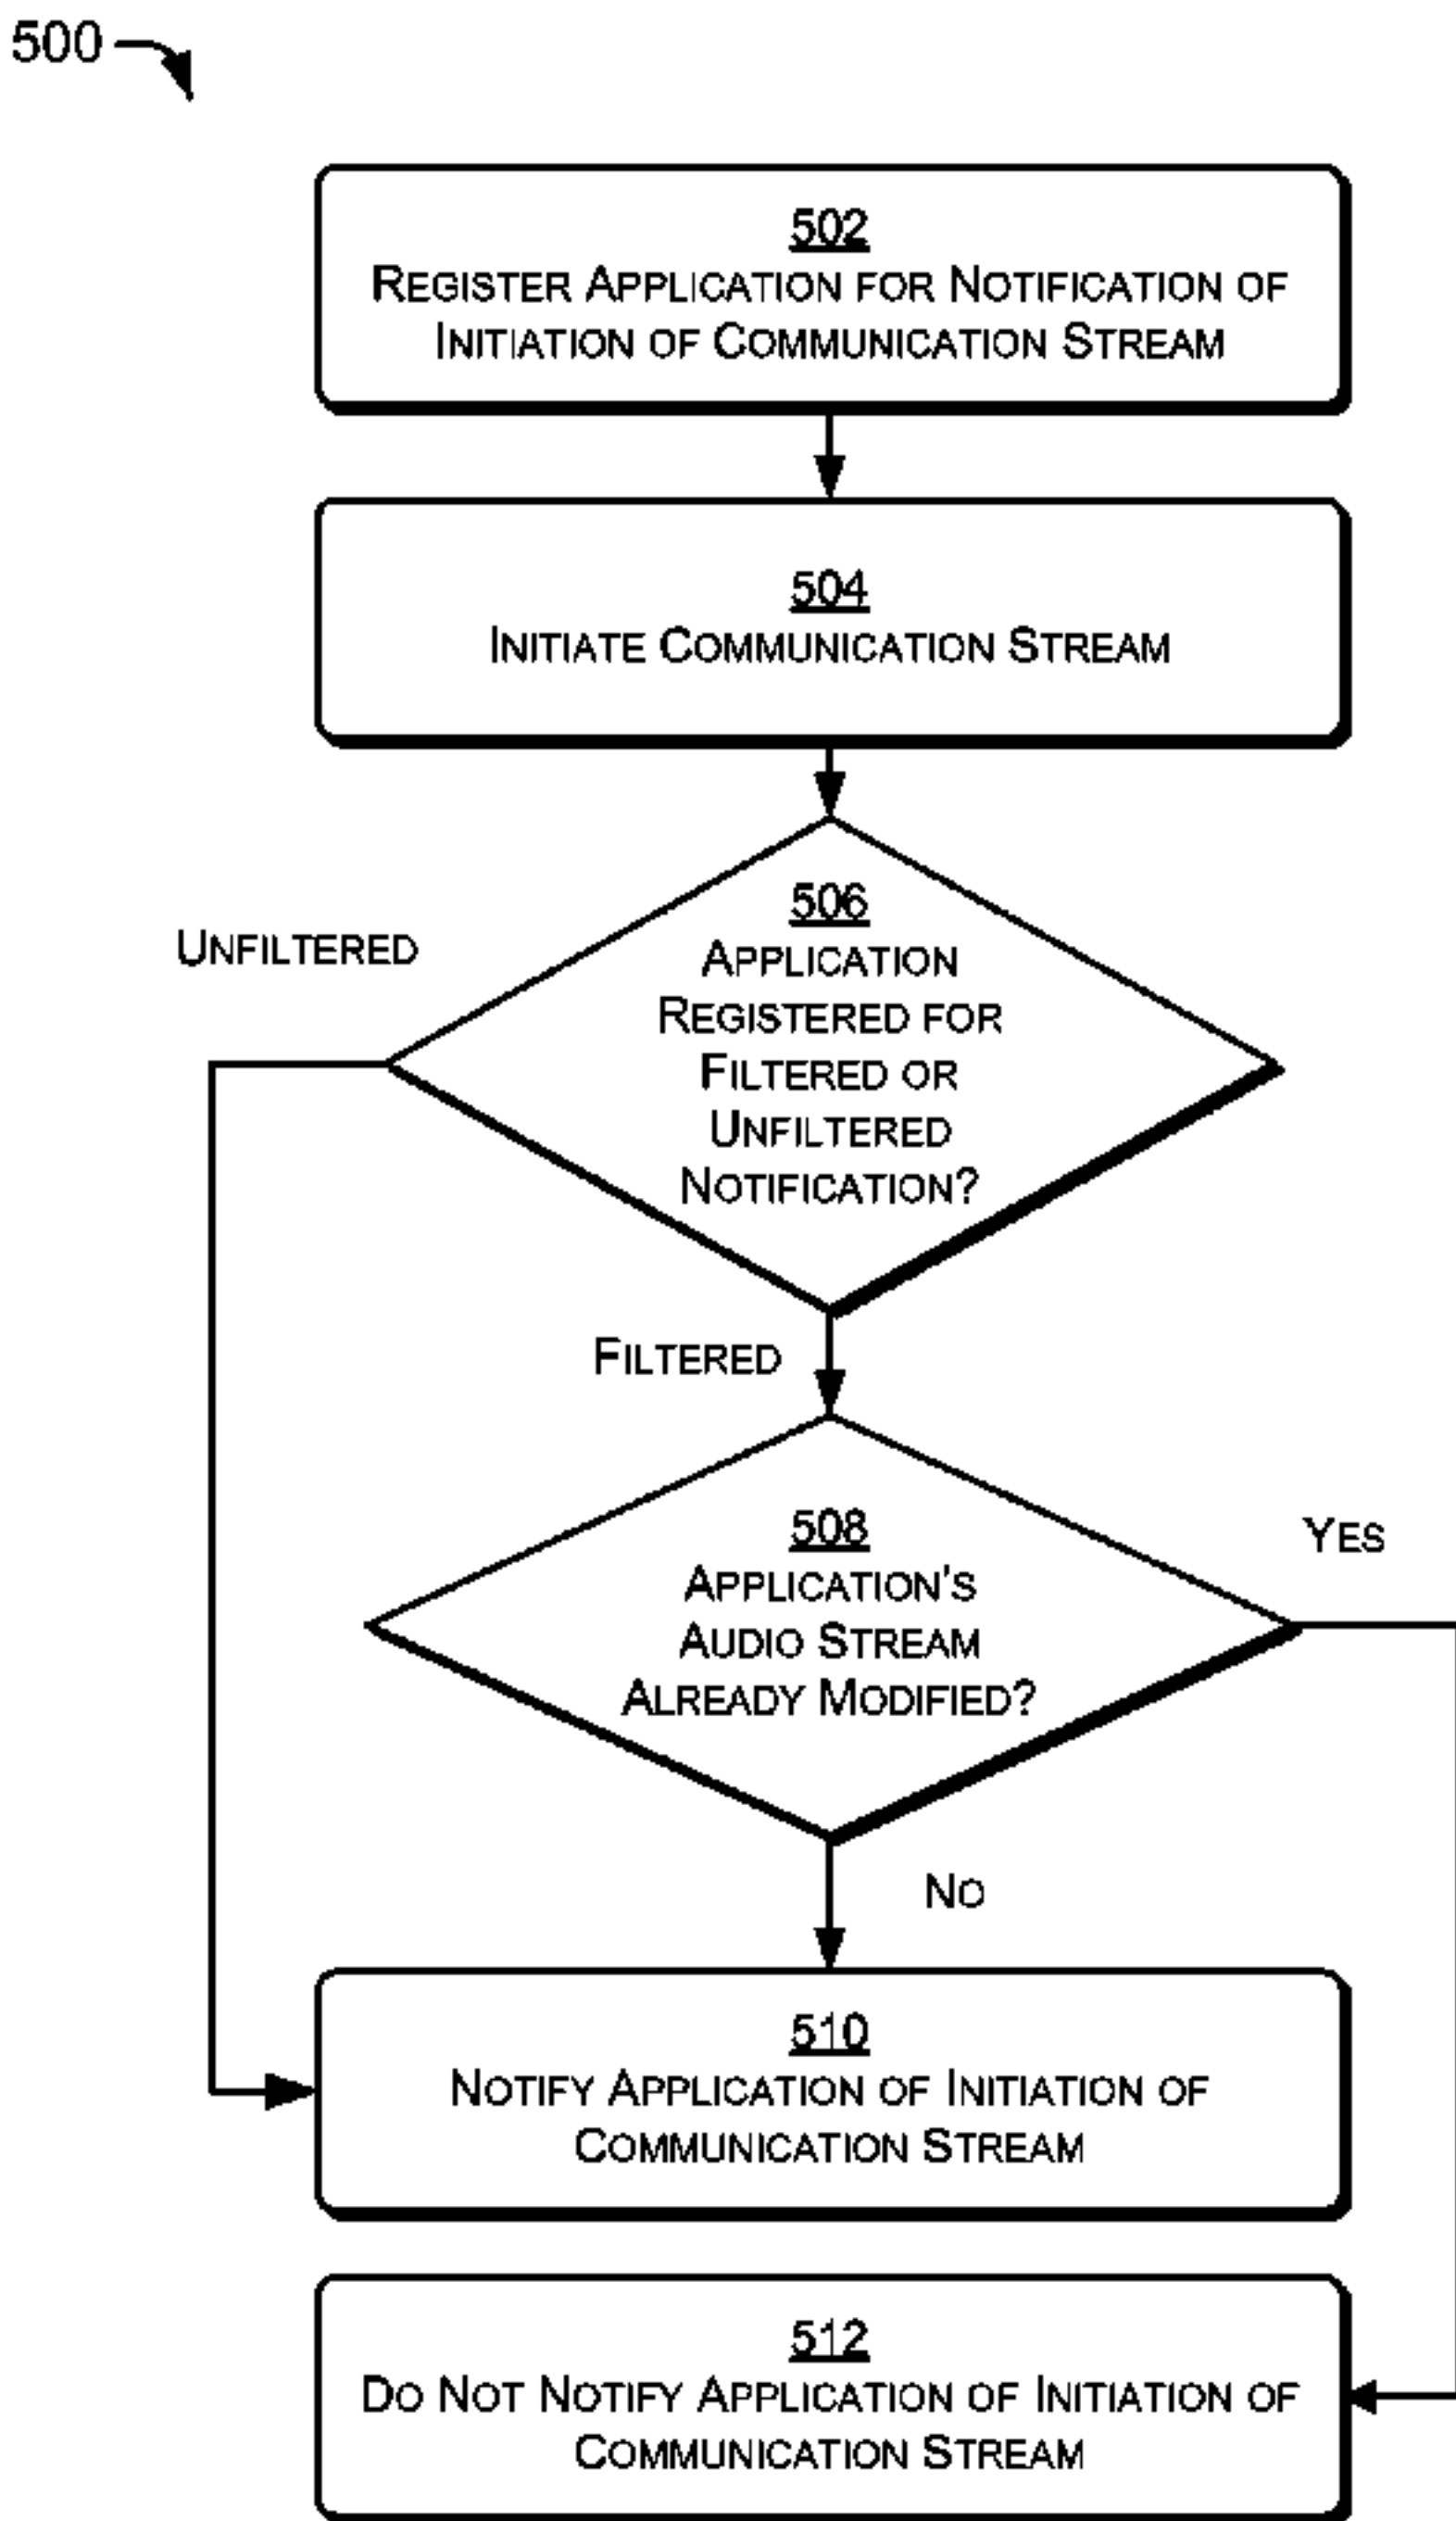 500
502
REGISTER APPLICATION FOR NOTIFICATION OF
INITIATION OF COMMUNICATION STREAM
504
INITIATE COMMUNICATION STREAM
506
APPLICATION
REGISTERED FOR
FILTERED OR
UNFILTERED
NOTIFICATION?
UNFILTERED
FILTERED
508
APPLICATION'S
AUDIO STREAM
ALREADY MODIFIED?
YES
NO
510
NOTIFY APPLICATION OF INITIATION OF
COMMUNICATION STREAM
512
DO NOT NOTIFY APPLICATION OF INITIATION OF
COMMUNICATION STREAM